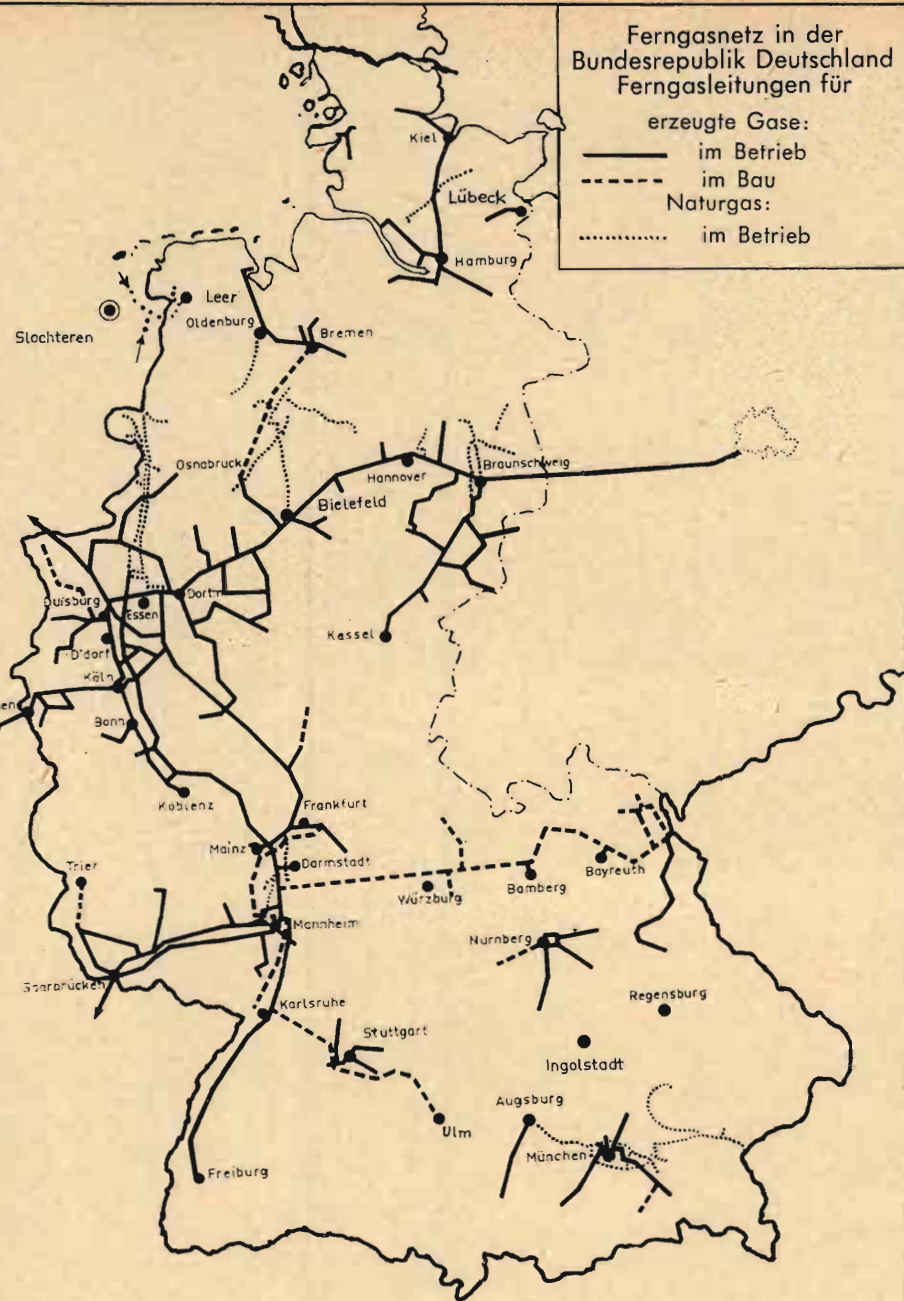 Ferngasnetz in der
Bundesrepublik Deutschland
Ferngasleitungen für
erzeugte Gase:
im Betrieb
im Bau
Naturgas:
im Betrieb
Kiel
Lübeck
Hamburg
Leer
Slochteren
Oldenburg
Bremen
Osnabruck
Hannover
Braunschweig
Bielefeld
Duisburg
Essen
Dortm
D'dorf
Kassel
Köln
en
Bonn
Koblenz
Frankfurt
Mainz
Darmstadt
Trier
Würzburg
Bamberg
Bayreuth
Mannheim
Nürnberg
Saarbrücken
Regensburg
Karlsruhe
Stuttgart
Ingolstadt
Augsburg
Ulm
München
Freiburg